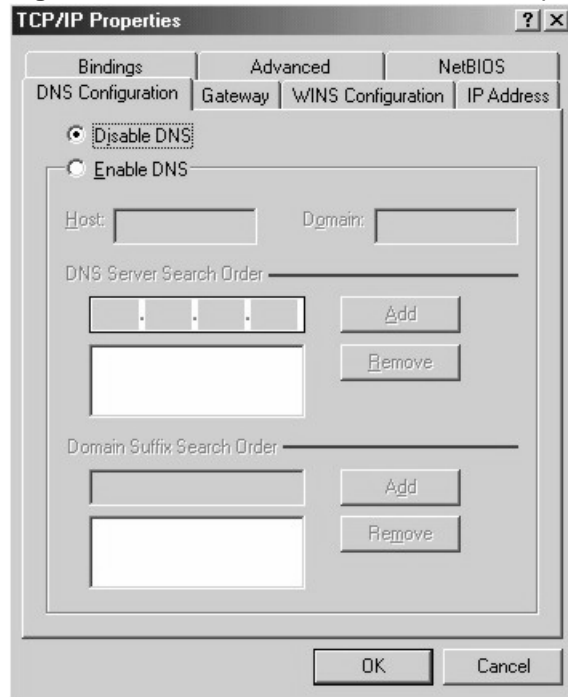 TCP/IP Properties ? X
Bindings Advanced NetBIOS
DNS Configuration Gateway WINS Configuration IP Address
Disable DNS
Enable DNS
Host: Domain:
DNS Server Search Order
Add
Remove
Domain Suffix Search Order
Add
Remove
OK Cancel